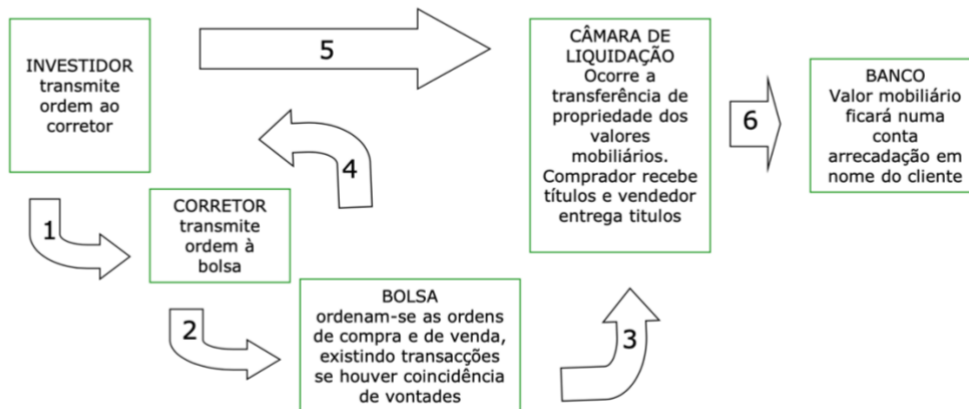 INVESTIDOR
transmite
ordem ao
corretor
5
CÂMARA DE
LIQUIDAÇÃO
Ocorre a
transferência de
propriedade dos
valores
mobiliários.
Comprador recebe
títulos e vendedor
entrega titulos
6
BANCO
Valor mobiliário
ficará numa
conta
arrecadação em
nome do cliente
4
1
CORRETOR
transmite
ordem à
bolsa
2
BOLSA
ordenam-se as ordens
de compra e de venda,
existindo transacções
se houver coincidência
de vontades
3